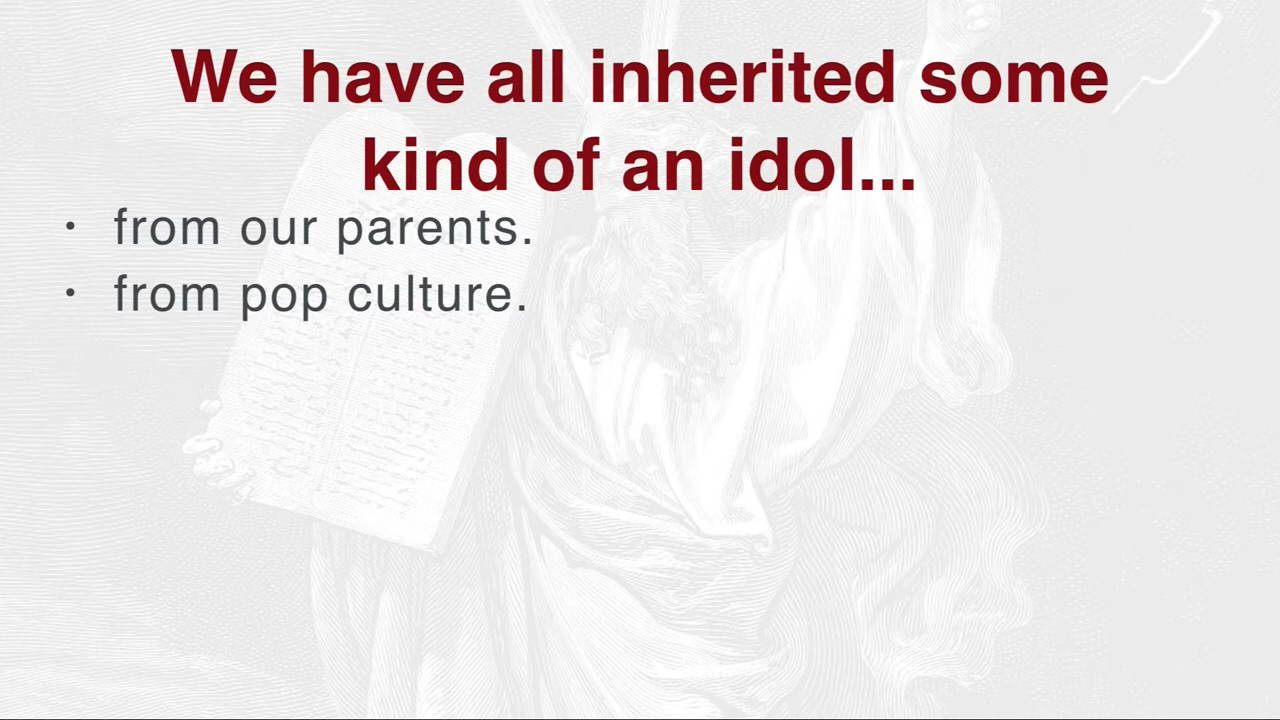 We have all inherited some
kind of an idol...
• from our parents.
• from pop culture.